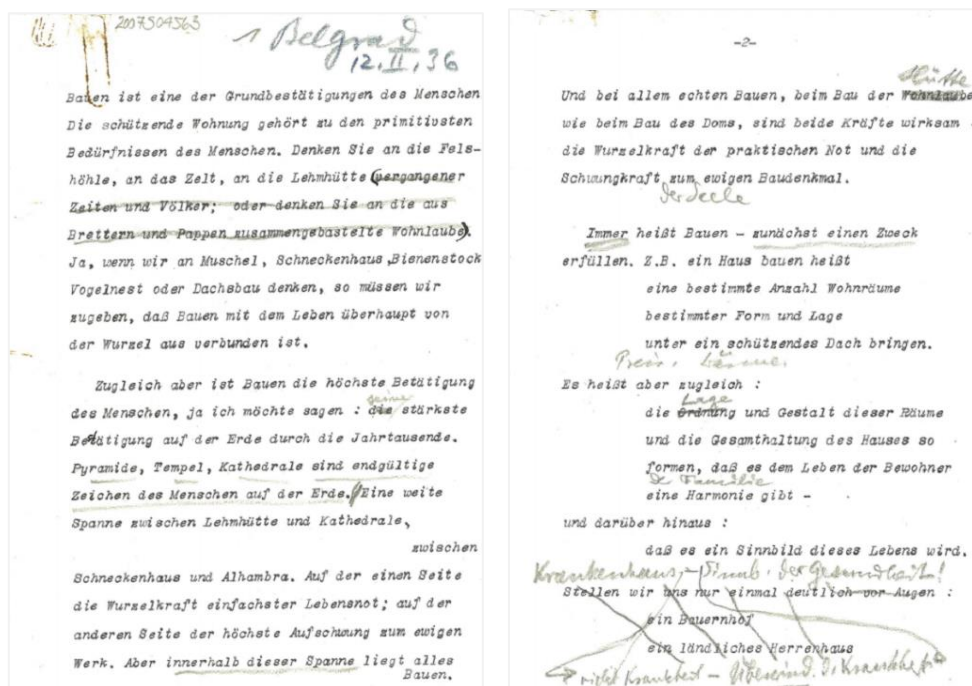 2007504563
1 Belgrad
12.II.36
Bauen ist eine der Grundbestätigungen des Menschen
Die schützende Wohnung gehört zu den primitivsten
Bedürfnissen des Menschen. Denken Sie an die Fels-
höhle, an das Zelt, an die Lehmhütte (vergangener
Zeiten und Völker; oder denken Sie an die aus
Brettern und Pappen zusammengebastelte Wohnlaube).
Ja, wenn wir an Muschel, Schneckenhaus, Bienenstock
Vogelnest oder Dachsbau denken, so müssen wir
zugeben, daß Bauen mit dem Leben überhaupt von
der Wurzel aus verbunden ist.
Zugleich aber ist Bauen die höchste Betätigung
seine
des Menschen, ja ich möchte sagen : die stärkste
Betätigung auf der Erde durch die Jahrtausende.
Pyramide, Tempel, Kathedrale sind endgültige
Zeichen des Menschen auf der Erde. Eine weite
Spanne zwischen Lehmhütte und Kathedrale,
zwischen
Schneckenhaus und Alhambra. Auf der einen Seite
die Wurzelkraft einfachster Lebensnot; auf der
anderen Seite der höchste Aufschwung zum ewigen
Werk. Aber innerhalb dieser Spanne liegt alles
Bauen.
-2-
Hütte
Und bei allem echten Bauen, beim Bau der Wohnlaube
wie beim Bau des Doms, sind beide Kräfte wirksam :
die Wurzelkraft der praktischen Not und die
Schwungkraft zum ewigen Baudenkmal.
der Seele
Immer heißt Bauen - zunächst einen Zweck
erfüllen. Z.B. ein Haus bauen heißt
eine bestimmte Anzahl Wohnräume
bestimmter Form und Lage
unter ein schützendes Dach bringen.
Es heißt aber zugleich :
Lage
die Ordnung und Gestalt dieser Räume
und die Gesamthaltung des Hauses so
formen, daß es dem Leben der Bewohner
der Familie
eine Harmonie gibt -
und darüber hinaus :
daß es ein Sinnbild dieses Lebens wird.
Krankenhaus, - Sinnb. der Gesundheit!
Stellen wir uns nur einmal deutlich vor Augen :
ein Bauernhof
ein ländliches Herrenhaus
nicht Krankheit - Überwind. d. Krankheit